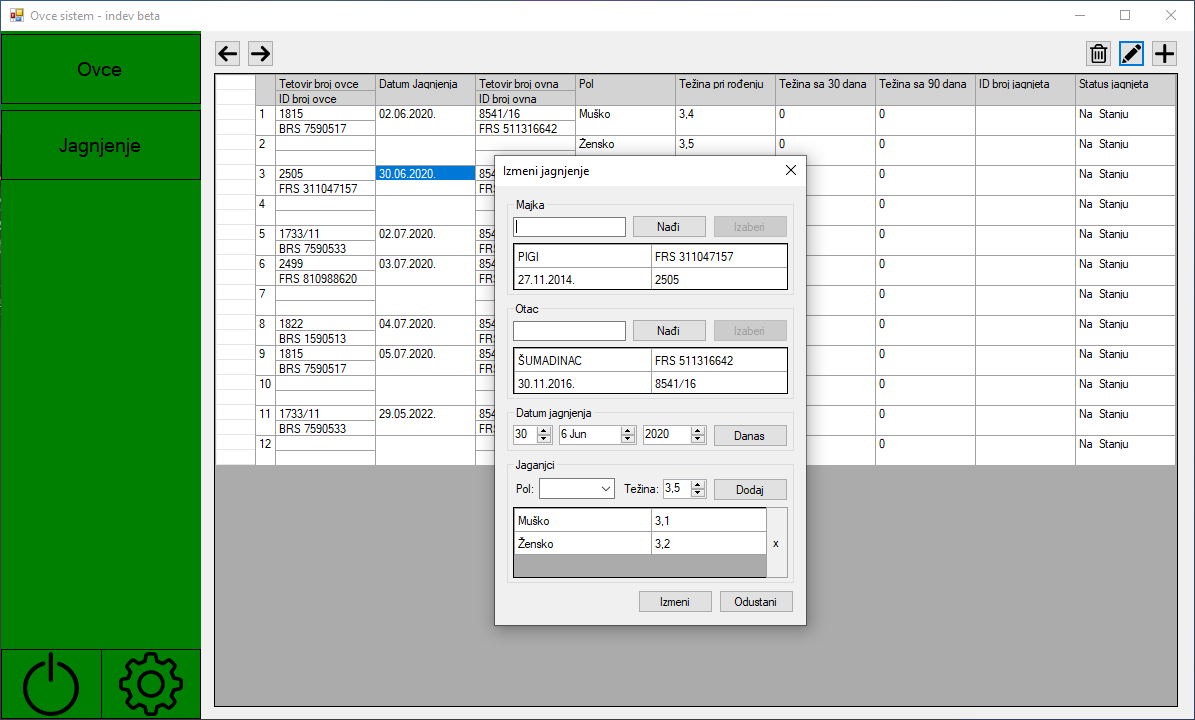 Ovce sistem - indev beta
Ovce
Jagnjenje
Tetovir broj ovce Datum Jagnjenja Tetovir broj ovna Pol Težina pri rođenju Težina sa 30 dana Težina sa 90 dana ID broj jagnjeta Status jagnjeta
ID broj ovce ID broj ovna
1 1815 02.06.2020. 8541/16 Muško 3,4 0 0 Na Stanju
BRS 7590517 FRS 511316642
2 Žensko 3,5 0 0 Na Stanju
3 2505 30.06.2020. 854 0 Na Stanju
FRS 311047157 FR
4 0 Na Stanju
5 1733/11 02.07.2020. 854 0 Na Stanju
BRS 7590533 FR
6 2499 03.07.2020. 854 0 Na Stanju
FRS 810988620 FR
7 0 Na Stanju
8 1822 04.07.2020. 854 0 Na Stanju
BRS 1590513 FR
9 1815 05.07.2020. 854 0 Na Stanju
BRS 7590517 FR
10 0 Na Stanju
11 1733/11 29.05.2022. 854 0 Na Stanju
BRS 7590533 FR
12 0 Na Stanju
Izmeni jagnjenje
Majka
Nađi Izaberi
PIGI FRS 311047157
27.11.2014. 2505
Otac
Nađi Izaberi
ŠUMADINAC FRS 511316642
30.11.2016. 8541/16
Datum jagnjenja
30 6 Jun 2020 Danas
Jaganjci
Pol: Težina: 3,5 Dodaj
Muško 3,1
Žensko 3,2
x
Izmeni Odustani